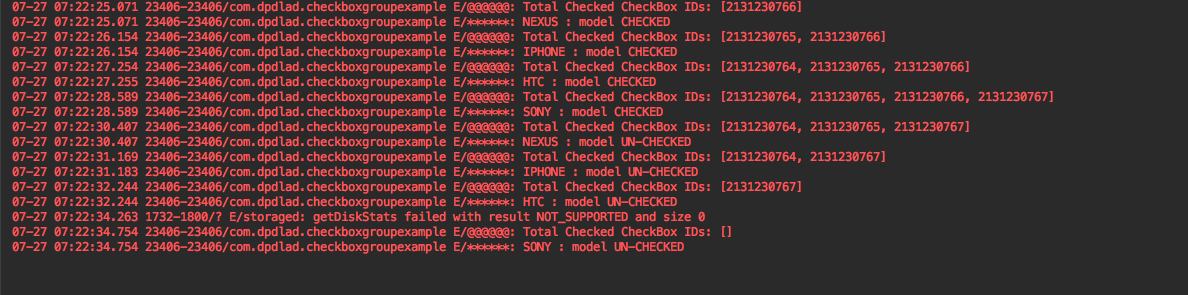 07-27 07:22:25.071 23406-23406/com.dpdlad.checkboxgroupexample E/@@@@@@: Total Checked CheckBox IDs: [2131230766]
07-27 07:22:25.071 23406-23406/com.dpdlad.checkboxgroupexample E/******: NEXUS : model CHECKED
07-27 07:22:26.154 23406-23406/com.dpdlad.checkboxgroupexample E/@@@@@@: Total Checked CheckBox IDs: [2131230765, 2131230766]
07-27 07:22:26.154 23406-23406/com.dpdlad.checkboxgroupexample E/******: IPHONE : model CHECKED
07-27 07:22:27.254 23406-23406/com.dpdlad.checkboxgroupexample E/@@@@@@: Total Checked CheckBox IDs: [2131230764, 2131230765, 2131230766]
07-27 07:22:27.255 23406-23406/com.dpdlad.checkboxgroupexample E/******: HTC : model CHECKED
07-27 07:22:28.589 23406-23406/com.dpdlad.checkboxgroupexample E/@@@@@@: Total Checked CheckBox IDs: [2131230764, 2131230765, 2131230766, 2131230767]
07-27 07:22:28.589 23406-23406/com.dpdlad.checkboxgroupexample E/******: SONY : model CHECKED
07-27 07:22:30.407 23406-23406/com.dpdlad.checkboxgroupexample E/@@@@@@: Total Checked CheckBox IDs: [2131230764, 2131230765, 2131230767]
07-27 07:22:30.407 23406-23406/com.dpdlad.checkboxgroupexample E/******: NEXUS : model UN-CHECKED
07-27 07:22:31.169 23406-23406/com.dpdlad.checkboxgroupexample E/@@@@@@: Total Checked CheckBox IDs: [2131230764, 2131230767]
07-27 07:22:31.183 23406-23406/com.dpdlad.checkboxgroupexample E/******: IPHONE : model UN-CHECKED
07-27 07:22:32.244 23406-23406/com.dpdlad.checkboxgroupexample E/@@@@@@: Total Checked CheckBox IDs: [2131230767]
07-27 07:22:32.244 23406-23406/com.dpdlad.checkboxgroupexample E/******: HTC : model UN-CHECKED
07-27 07:22:34.263 1732-1800/? E/storaged: getDiskStats failed with result NOT_SUPPORTED and size 0
07-27 07:22:34.754 23406-23406/com.dpdlad.checkboxgroupexample E/@@@@@@: Total Checked CheckBox IDs: []
07-27 07:22:34.754 23406-23406/com.dpdlad.checkboxgroupexample E/******: SONY : model UN-CHECKED